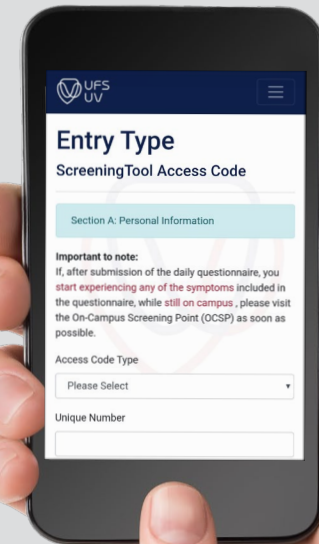 UFS
UV
Entry Type
ScreeningTool Access Code
Section A: Personal Information
Important to note:
If, after submission of the daily questionnaire, you
start experiencing any of the symptoms included in
the questionnaire, while still on campus , please visit
the On-Campus Screening Point (OCSP) as soon as
possible.
Access Code Type
Please Select
Unique Number